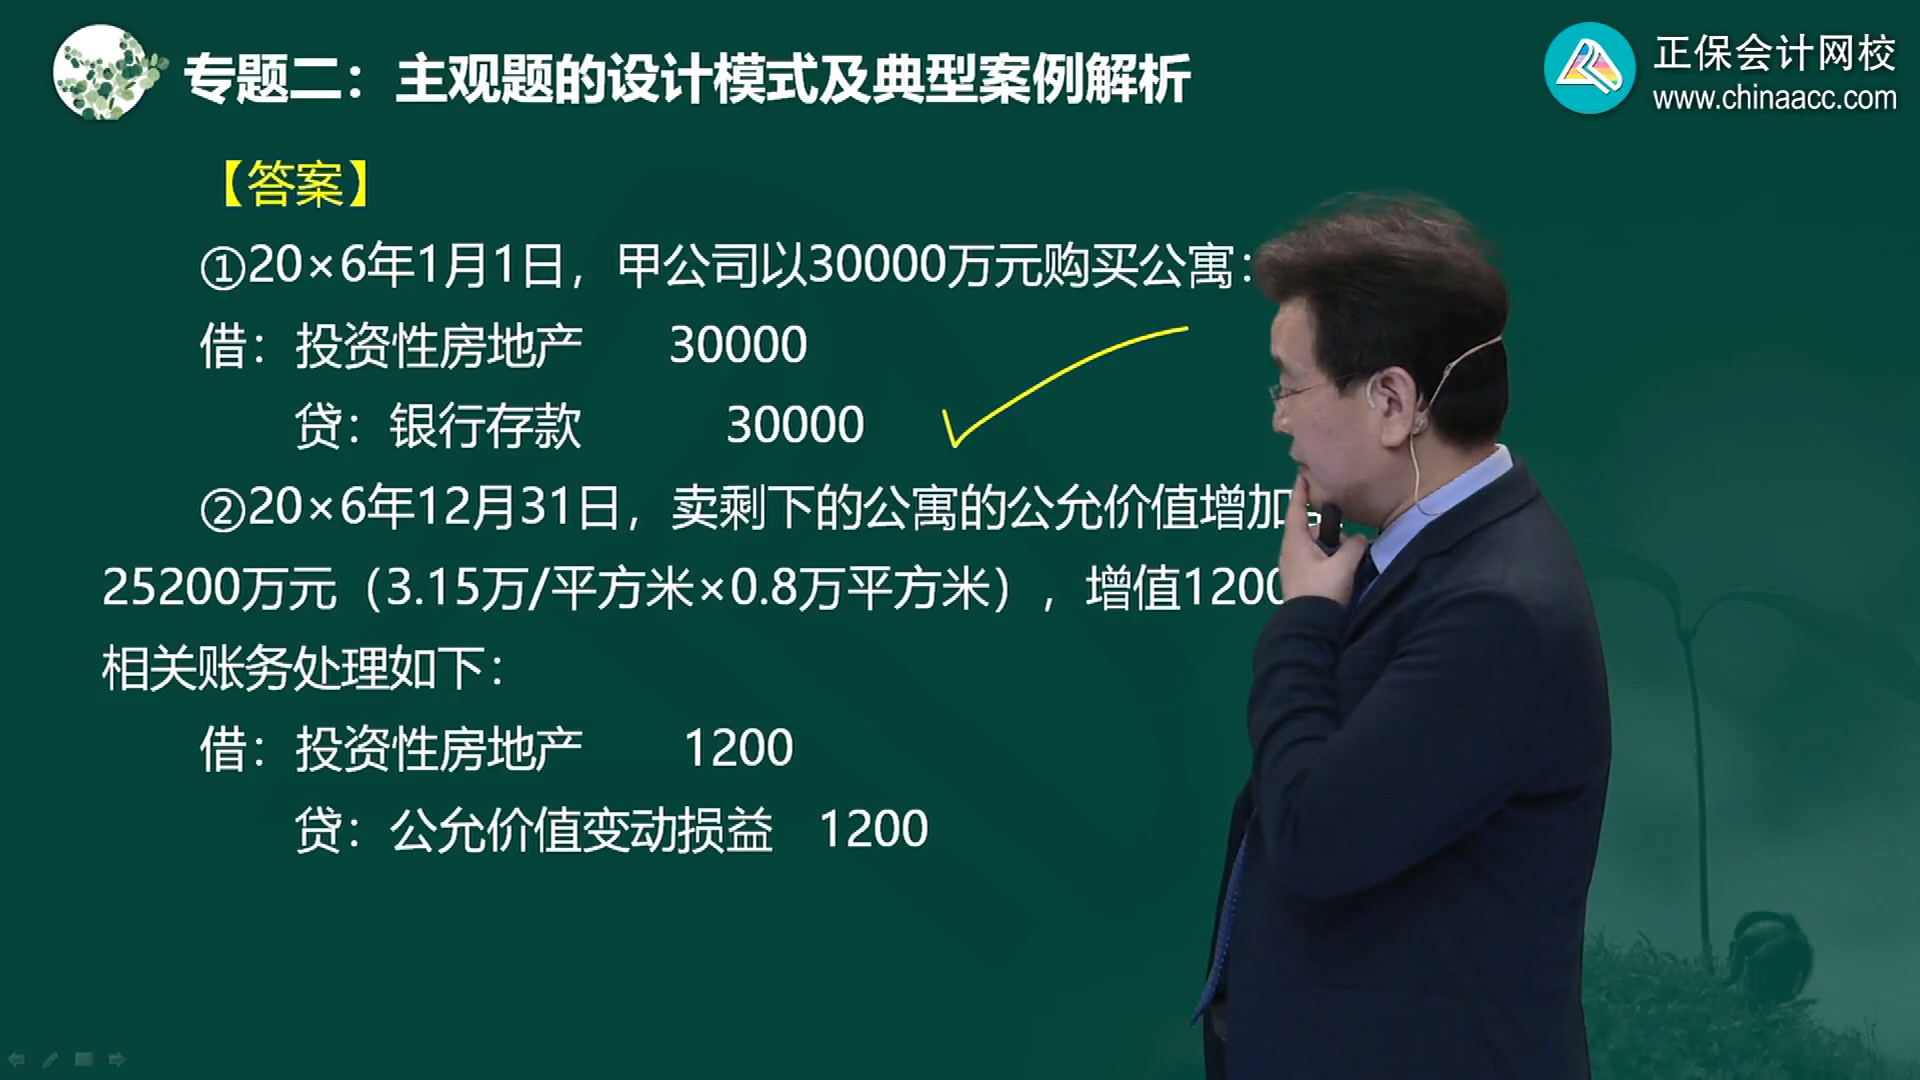 专题二：主观题的设计模式及典型案例解析
正保会计网校
www.chinaacc.com
【答案】
①20×6年1月1日，甲公司以30000万元购买公寓：
借：投资性房地产 30000
贷：银行存款 30000
②20×6年12月31日，卖剩下的公寓的公允价值增加
25200万元（3.15万/平方米×0.8万平方米），增值1200
相关账务处理如下：
借：投资性房地产 1200
贷：公允价值变动损益 1200